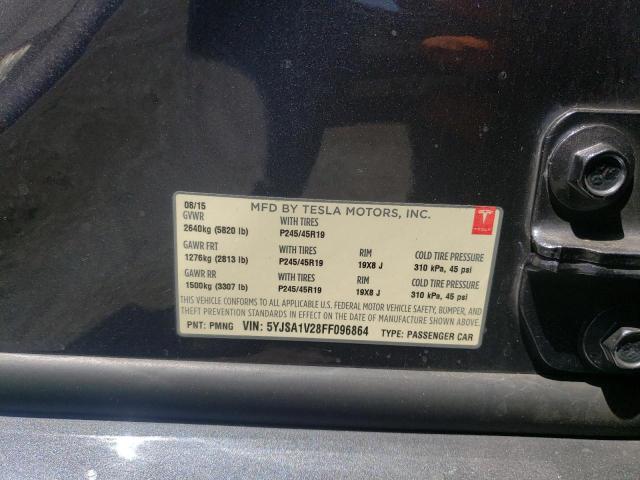 08/15 MFD BY TESLA MOTORS, INC.
GVWR WITH TIRES
2640kg (5820 lb) P245/45R19
GAWR FRT WITH TIRES RIM COLD TIRE PRESSURE
1276kg (2813 lb) P245/45R19 19X8 J 310 kPa, 45 psi
GAWR RR WITH TIRES RIM COLD TIRE PRESSURE
1500kg (3307 lb) P245/45R19 19X8 J 310 kPa, 45 psi
THIS VEHICLE CONFORMS TO ALL APPLICABLE U.S. FEDERAL MOTOR VEHICLE SAFETY, BUMPER, AND
THEFT PREVENTION STANDARDS IN EFFECT ON THE DATE OF MANUFACTURE SHOWN ABOVE.
PNT: PMNG VIN: 5YJSA1V28FF096864 TYPE: PASSENGER CAR
TESLA